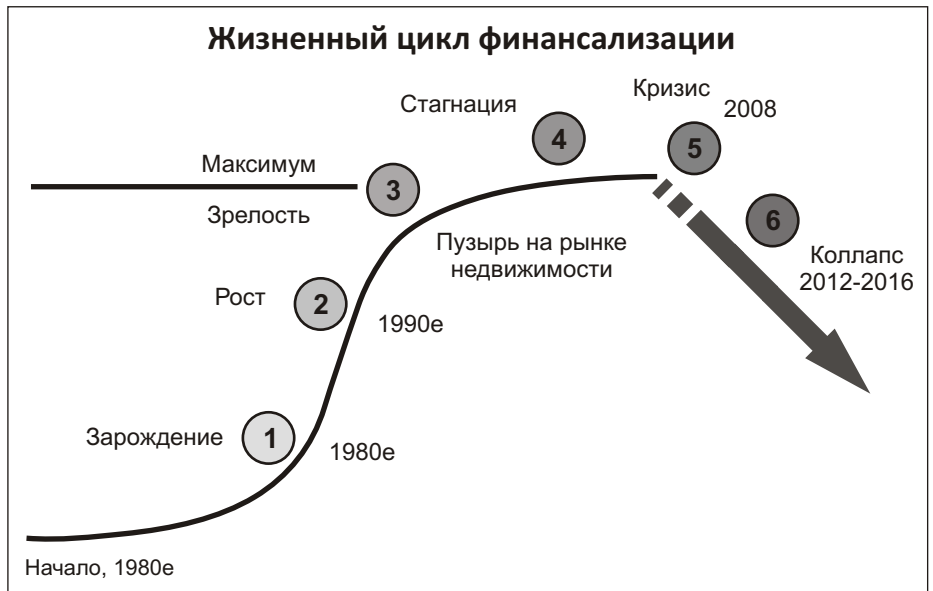 Жизненный цикл финансализации
Кризис
2008
Стагнация
4
5
Максимум
3
Зрелость
6
Пузырь на рынке
недвижимости
Коллапс
2012-2016
Рост
2
1990е
Зарождение
1
1980е
Начало, 1980е